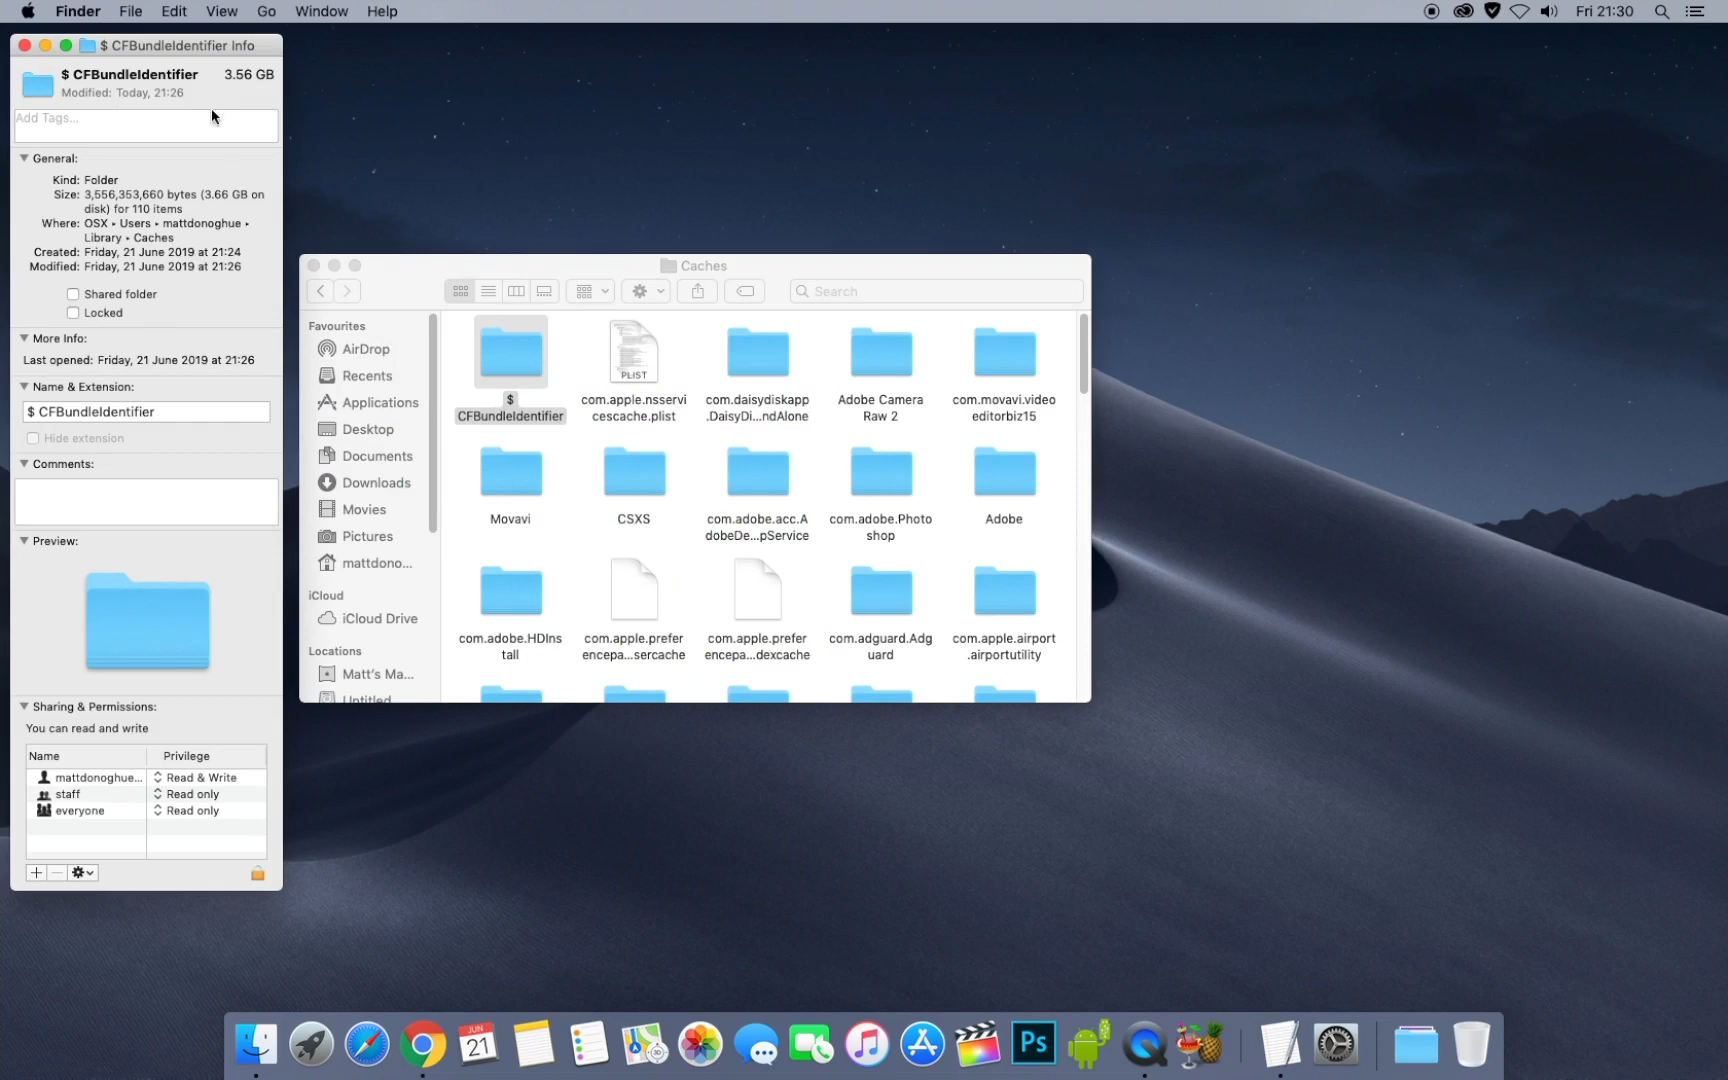 Finder File Edit View Go Window Help
Fri 21:30
$ CFBundleIdentifier Info
$ CFBundleIdentifier 3.56 GB
Modified: Today, 21:26
Add Tags...
General:
Kind: Folder
Size: 3,556,353,660 bytes (3.66 GB on
disk) for 110 items
Where: OSX ▸ Users ▸ mattdonoghue ▸
Library ▸ Caches
Created: Friday, 21 June 2019 at 21:24
Modified: Friday, 21 June 2019 at 21:26
Shared folder
Locked
More Info:
Last opened: Friday, 21 June 2019 at 21:26
Name & Extension:
$ CFBundleIdentifier
Hide extension
Comments:
Preview:
Sharing & Permissions:
You can read and write
Name Privilege
mattdonoghue... Read & Write
staff Read only
everyone Read only
Caches
Search
Favourites
AirDrop
Recents
Applications
Desktop
Documents
Downloads
Movies
Pictures
mattdono...
iCloud
iCloud Drive
Locations
Matt's Ma...
Untitled
$
CFBundleIdentifier
PLIST
com.apple.nsservi
cescache.plist
com.daisydiskapp
.DaisyDi...ndAlone
Adobe Camera
Raw 2
com.movavi.video
editorbiz15
Movavi
CSXS
com.adobe.acc.A
dobeDe...pService
com.adobe.Photo
shop
Adobe
com.adobe.HDIns
tall
com.apple.prefer
encepa...sercache
com.apple.prefer
encepa...dexcache
com.adguard.Adg
uard
com.apple.airport
.airportutility
JUN
21
3D
Ps